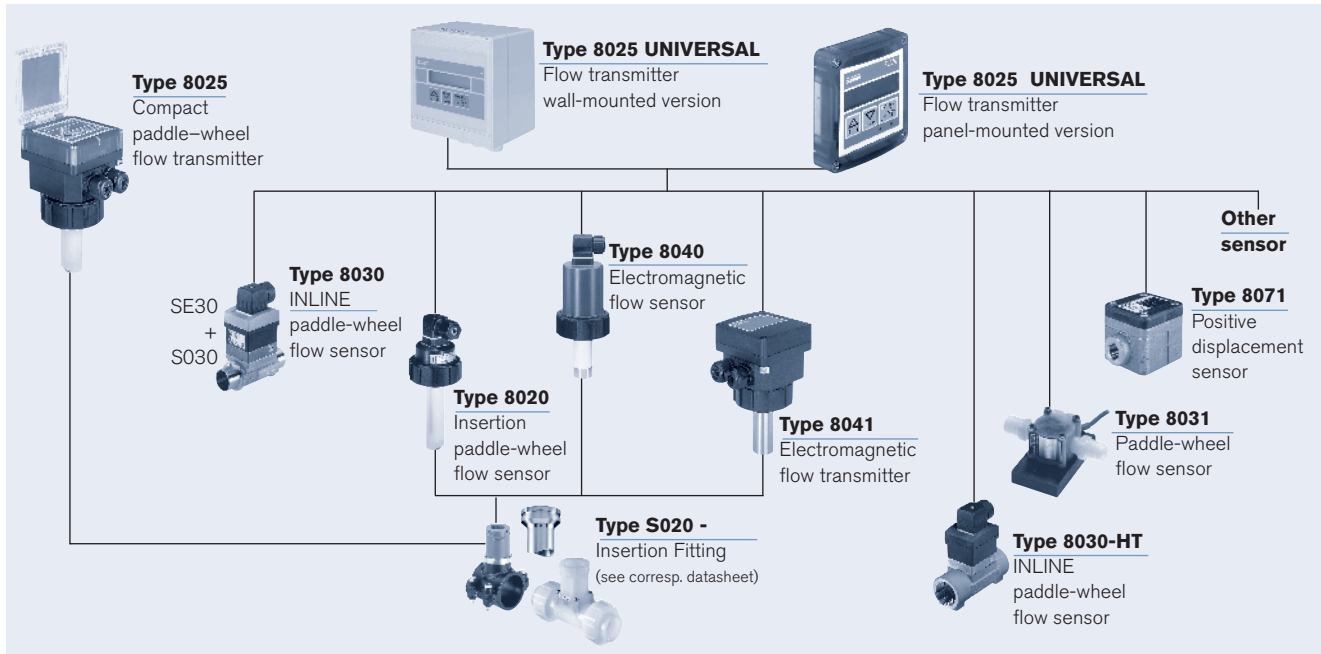 Type 8025
Compact
paddle–wheel
flow transmitter
Type 8025 UNIVERSAL
Flow transmitter
wall-mounted version
Type 8025 UNIVERSAL
Flow transmitter
panel-mounted version
Other
sensor
SE30
+
S030
Type 8030
INLINE
paddle-wheel
flow sensor
Type 8020
Insertion
paddle-wheel
flow sensor
Type 8040
Electromagnetic
flow sensor
Type 8041
Electromagnetic
flow transmitter
Type 8071
Positive
displacement
sensor
Type 8031
Paddle-wheel
flow sensor
Type 8030-HT
INLINE
paddle-wheel
flow sensor
Type S020 -
Insertion Fitting
(see corresp. datasheet)